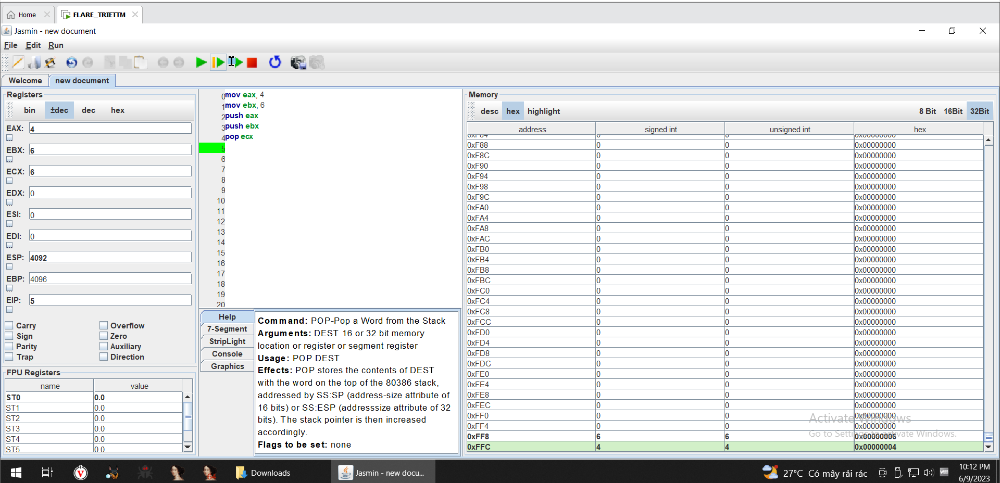 Home
FLARE_TRIETTM
Jasmin - new document
File Edit Run
Welcome
new document
Registers
bin ±dec dec hex
EAX: 4
EBX: 6
ECX: 6
EDX: 0
ESI: 0
EDI: 0
ESP: 4092
EBP: 4096
EIP: 5
Carry Overflow
Sign Zero
Parity Auxiliary
Trap Direction
FPU Registers
name value
ST0 0.0
ST1 0.0
ST2 0.0
ST3 0.0
ST4 0.0
ST5 0.0
0 mov eax, 4
1 mov ebx, 6
2 push eax
3 push ebx
4 pop ecx
5
6
7
8
9
10
11
12
13
14
15
16
17
18
19
20
Help
7-Segment
StripLight
Console
Graphics
Command: POP-Pop a Word from the Stack
Arguments: DEST 16 or 32 bit memory
location or register or segment register
Usage: POP DEST
Effects: POP stores the contents of DEST
with the word on the top of the 80386 stack,
addressed by SS:SP (address-size attribute of
16 bits) or SS:ESP (addresssize attribute of 32
bits). The stack pointer is then increased
accordingly.
Flags to be set: none
Memory
desc hex highlight 8 Bit 16Bit 32Bit
address signed int unsigned int hex
0xF84 0 0 0x00000000
0xF88 0 0 0x00000000
0xF8C 0 0 0x00000000
0xF90 0 0 0x00000000
0xF94 0 0 0x00000000
0xF98 0 0 0x00000000
0xF9C 0 0 0x00000000
0xFA0 0 0 0x00000000
0xFA4 0 0 0x00000000
0xFA8 0 0 0x00000000
0xFAC 0 0 0x00000000
0xFB0 0 0 0x00000000
0xFB4 0 0 0x00000000
0xFB8 0 0 0x00000000
0xFBC 0 0 0x00000000
0xFC0 0 0 0x00000000
0xFC4 0 0 0x00000000
0xFC8 0 0 0x00000000
0xFCC 0 0 0x00000000
0xFD0 0 0 0x00000000
0xFD4 0 0 0x00000000
0xFD8 0 0 0x00000000
0xFDC 0 0 0x00000000
0xFE0 0 0 0x00000000
0xFE4 0 0 0x00000000
0xFE8 0 0 0x00000000
0xFEC 0 0 0x00000000
0xFF0 0 0 0x00000000
0xFF4 0 0 0x00000000
0xFF8 6 6 0x00000006
0xFFC 4 4 0x00000004
Activate Windows
Go to Settings to activate Windows.
64
Downloads
Jasmin - new docu...
27°C Có mây rải rác
vm
10:12 PM
6/9/2023